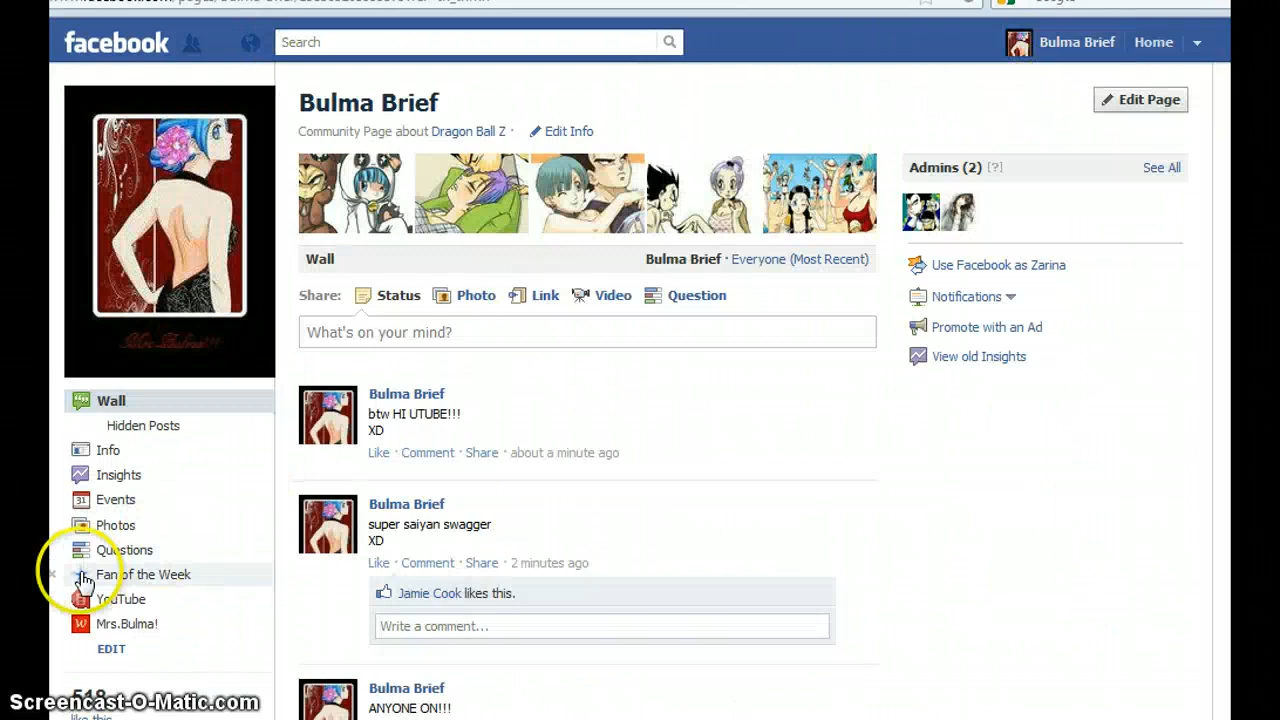 facebook
Search
Bulma Brief
Home
Bulma Brief
Edit Page
Community Page about Dragon Ball Z ·
Edit Info
Admins (2) [?]
See All
Wall
Bulma Brief · Everyone (Most Recent)
Use Facebook as Zarina
Share:
Status
Photo
Link
Video
Question
Notifications
What's on your mind?
Promote with an Ad
View old Insights
Wall
Hidden Posts
Info
Insights
Events
Photos
Questions
Fan of the Week
YouTube
Mrs.Bulma!
EDIT
518
like this
Bulma Brief
btw HI UTUBE!!!
XD
Like · Comment · Share · about a minute ago
Bulma Brief
super saiyan swagger
XD
Like · Comment · Share · 2 minutes ago
Jamie Cook likes this.
Write a comment...
Bulma Brief
ANYONE ON!!!
Screencast-O-Matic.com